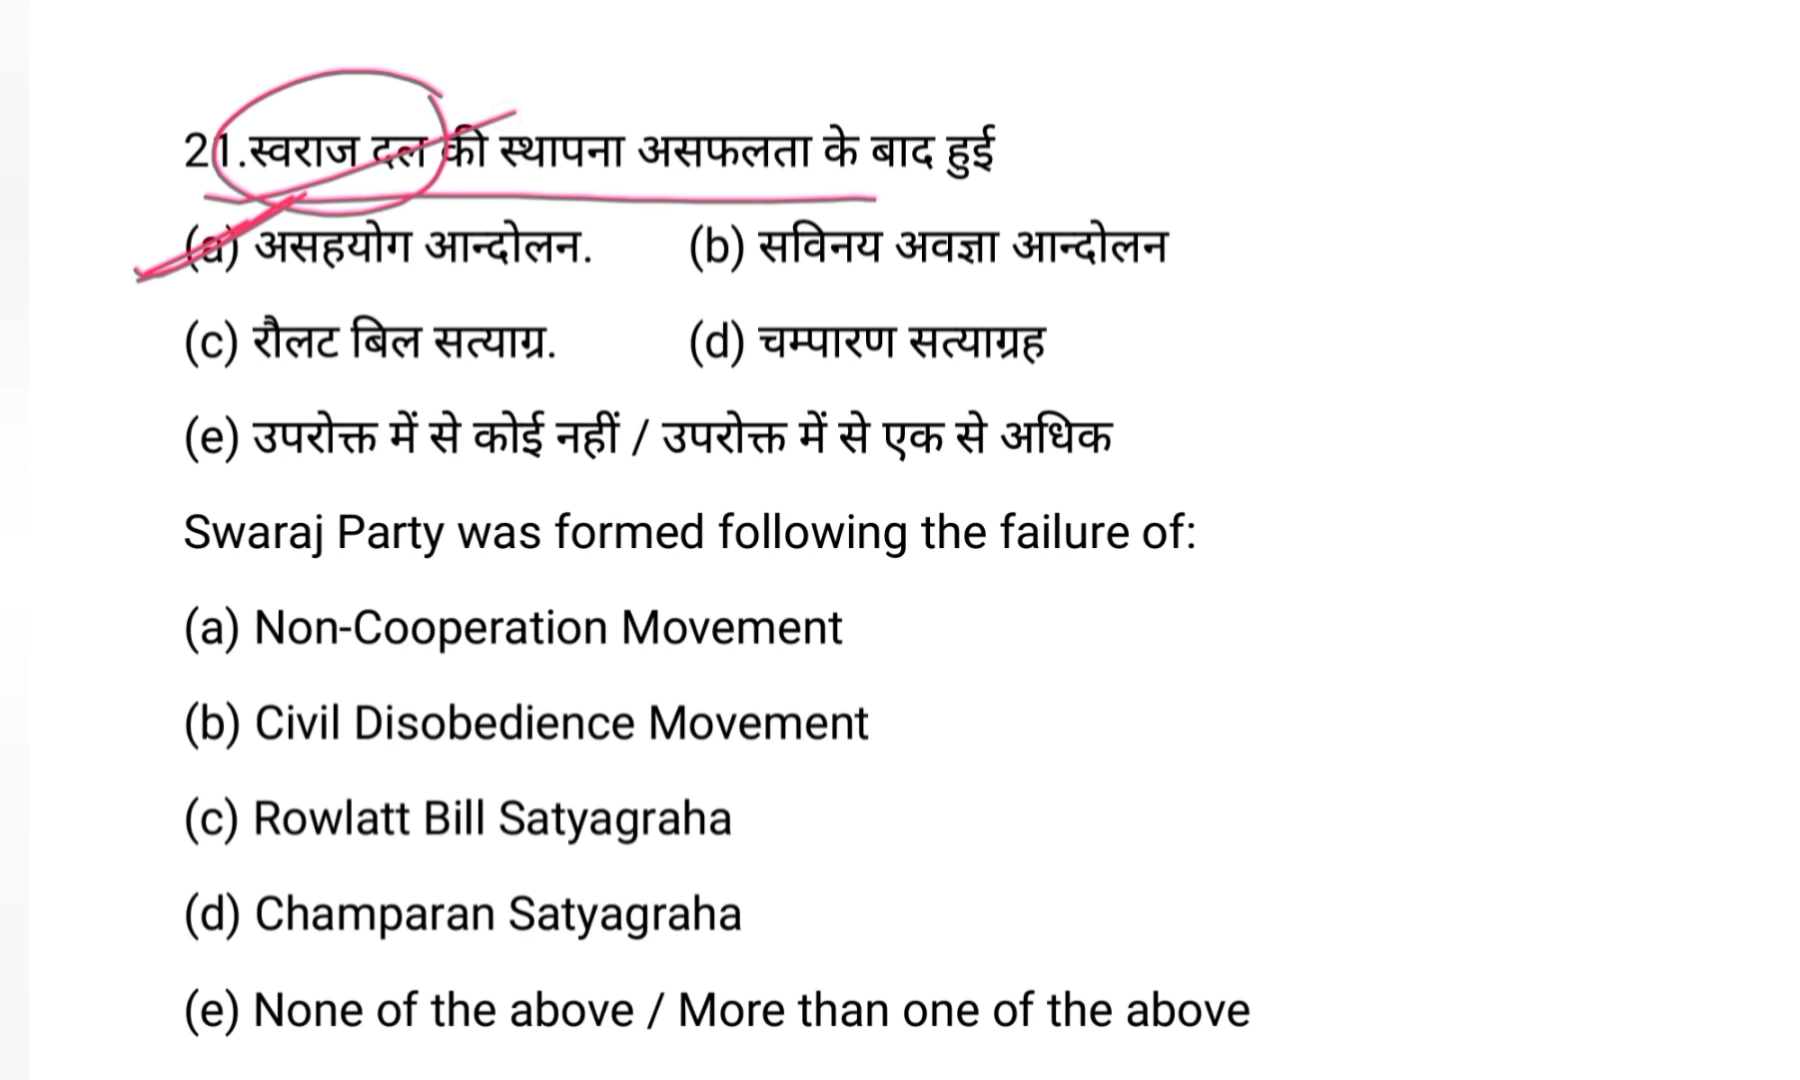 21.स्वराज दल की स्थापना असफलता के बाद हुई
(a) असहयोग आन्दोलन. (b) सविनय अवज्ञा आन्दोलन
(c) रौलट बिल सत्याग्र. (d) चम्पारण सत्याग्रह
(e) उपरोक्त में से कोई नहीं / उपरोक्त में से एक से अधिक
Swaraj Party was formed following the failure of:
(a) Non-Cooperation Movement
(b) Civil Disobedience Movement
(c) Rowlatt Bill Satyagraha
(d) Champaran Satyagraha
(e) None of the above / More than one of the above